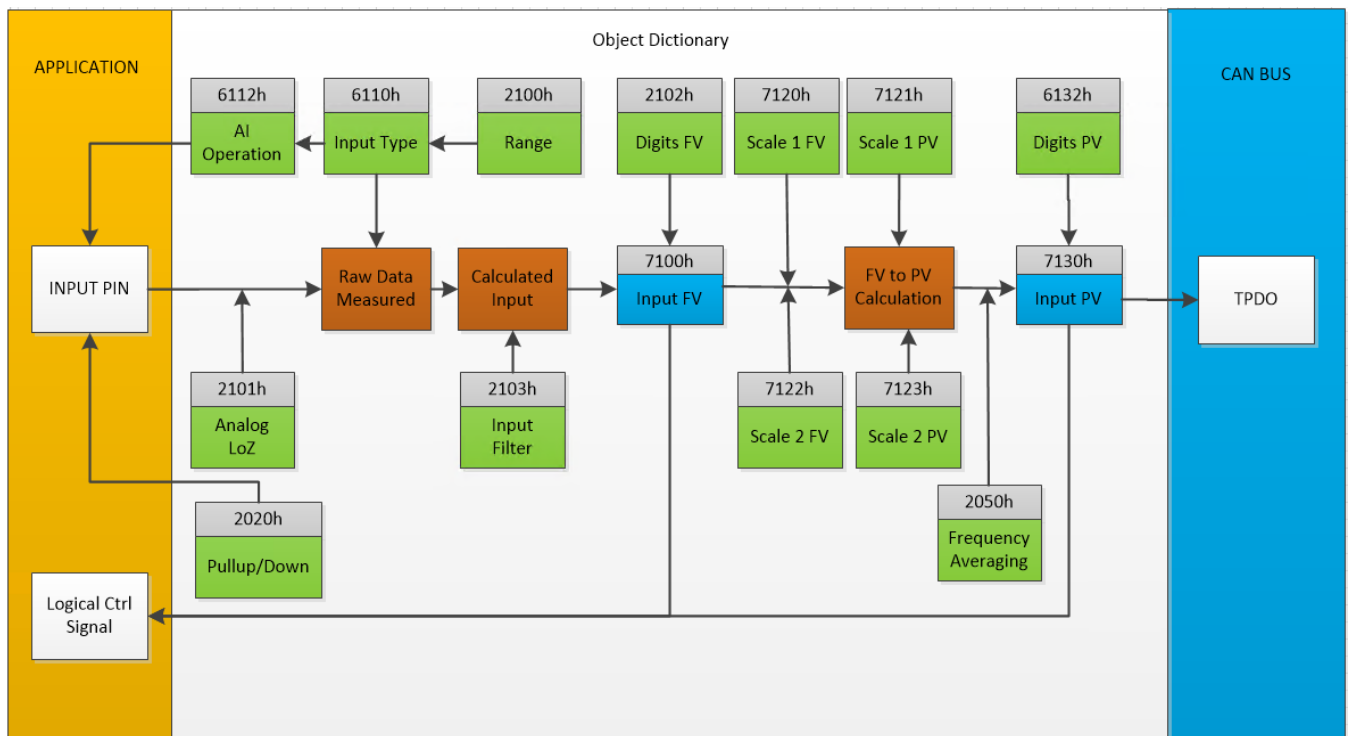 Object Dictionary
APPLICATION
CAN BUS
6112h
AI
Operation
6110h
Input Type
2100h
Range
2102h
Digits FV
7120h
Scale 1 FV
7121h
Scale 1 PV
6132h
Digits PV
INPUT PIN
Raw Data
Measured
Calculated
Input
7100h
Input FV
FV to PV
Calculation
7130h
Input PV
TPDO
2101h
Analog
LoZ
2103h
Input
Filter
7122h
Scale 2 FV
7123h
Scale 2 PV
2020h
Pullup/Down
2050h
Frequency
Averaging
Logical Ctrl
Signal